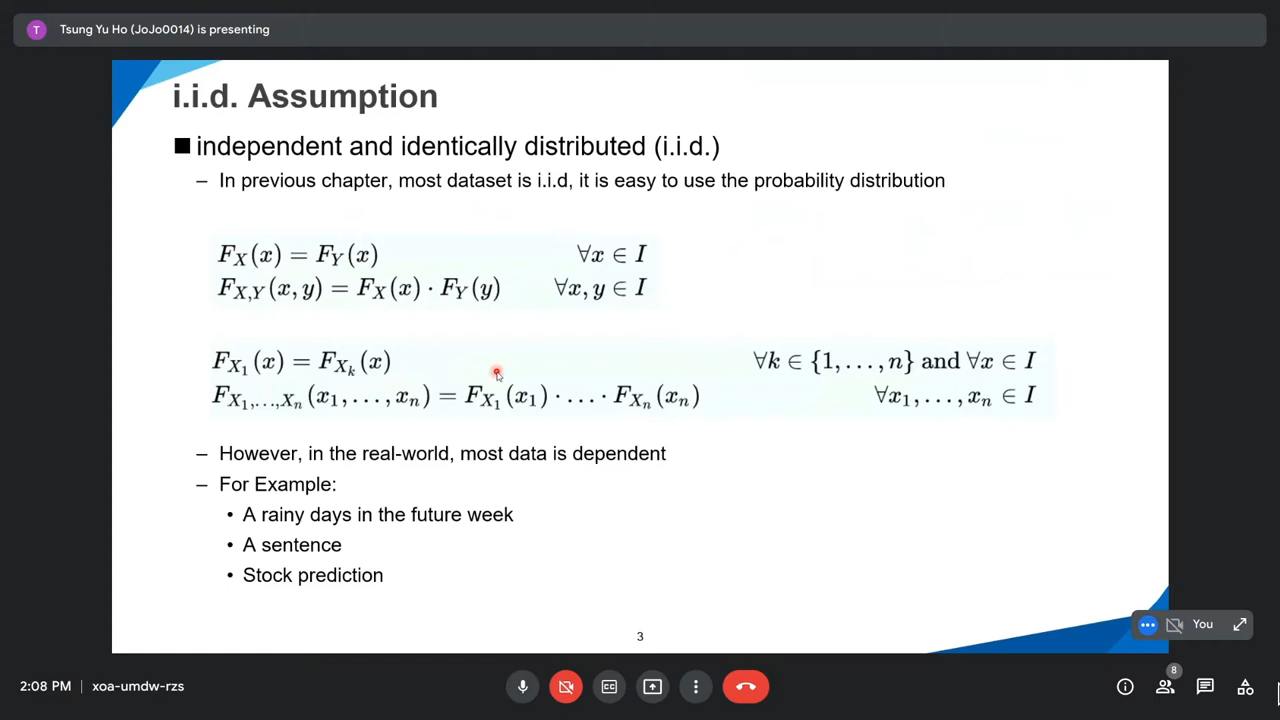 T Tsung Yu Ho (JoJo0014) is presenting
i.i.d. Assumption
■ independent and identically distributed (i.i.d.)
– In previous chapter, most dataset is i.i.d, it is easy to use the probability distribution
F_X(x) = F_Y(x) ∀x ∈ I
F_{X,Y}(x, y) = F_X(x) · F_Y(y) ∀x, y ∈ I
F_{X_1}(x) = F_{X_k}(x) ∀k ∈ {1, . . . , n} and ∀x ∈ I
F_{X_1,...,X_n}(x_1, . . . , x_n) = F_{X_1}(x_1) · . . . · F_{X_n}(x_n) ∀x_1, . . . , x_n ∈ I
– However, in the real-world, most data is dependent
– For Example:
• A rainy days in the future week
• A sentence
• Stock prediction
3
You
2:08 PM | xoa-umdw-rzs
CC
8